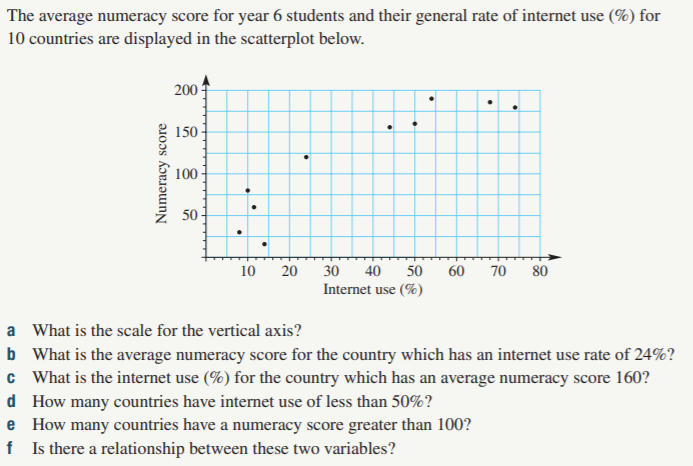 The average numeracy score for year 6 students and their general rate of internet use (%) for
10 countries are displayed in the scatterplot below.
200
150
100
50
Numeracy score
10 20 30 40 50 60 70 80
Internet use (%)
a What is the scale for the vertical axis?
b What is the average numeracy score for the country which has an internet use rate of 24%?
c What is the internet use (%) for the country which has an average numeracy score 160?
d How many countries have internet use of less than 50%?
e How many countries have a numeracy score greater than 100?
f Is there a relationship between these two variables?